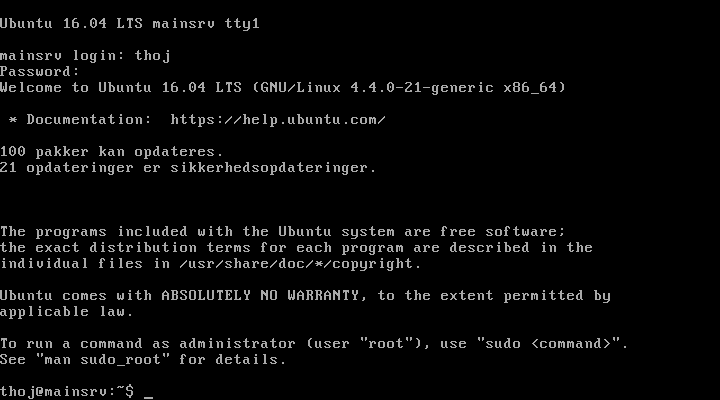 Ubuntu 16.04 LTS mainsrv tty1
mainsrv login: thoj
Password:
Welcome to Ubuntu 16.04 LTS (GNU/Linux 4.4.0-21-generic x86_64)
* Documentation:  https://help.ubuntu.com/
100 pakker kan opdateres.
21 opdateringer er sikkerhedsopdateringer.
The programs included with the Ubuntu system are free software;
the exact distribution terms for each program are described in the
individual files in /usr/share/doc/*/copyright.
Ubuntu comes with ABSOLUTELY NO WARRANTY, to the extent permitted by
applicable law.
To run a command as administrator (user "root"), use "sudo <command>".
See "man sudo_root" for details.
thoj@mainsrv:~$ _